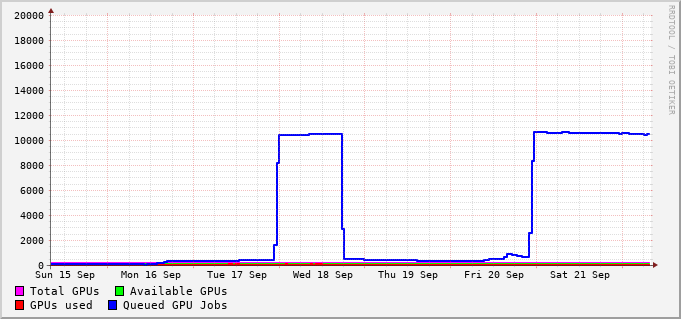 RRDTOOL / TOBI OETIKER
20000
18000
16000
14000
12000
10000
8000
6000
4000
2000
0
Sun 15 Sep Mon 16 Sep Tue 17 Sep Wed 18 Sep Thu 19 Sep Fri 20 Sep Sat 21 Sep
Total GPUs Available GPUs
GPUs used Queued GPU Jobs